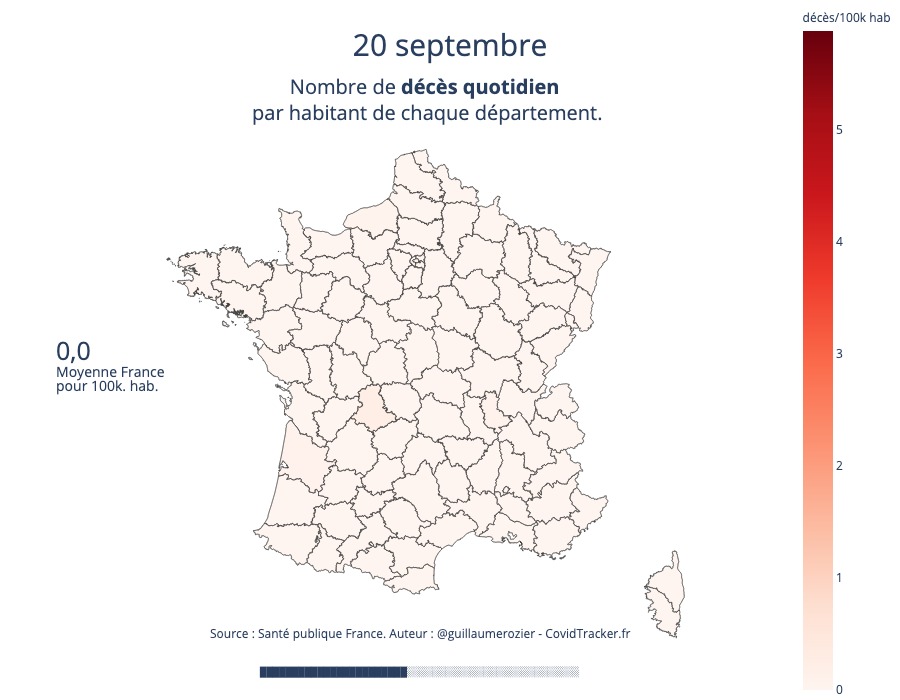 décès/100k hab
20 septembre
Nombre de décès quotidien
par habitant de chaque département.
5
4
3
2
1
0
0,0
Moyenne France
pour 100k. hab.
Source : Santé publique France. Auteur : @guillaumerozier - CovidTracker.fr